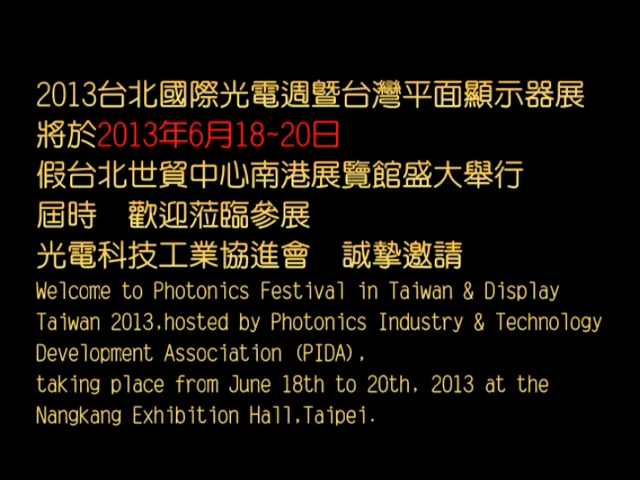 2013台北國際光電週暨台灣平面顯示器展
將於2013年6月18~20日
假台北世貿中心南港展覽館盛大舉行
屆時　歡迎蒞臨參展
光電科技工業協進會　誠摯邀請
Welcome to Photonics Festival in Taiwan & Display
Taiwan 2013,hosted by Photonics Industry & Technology
Development Association (PIDA),
taking place from June 18th to 20th, 2013 at the
Nangkang Exhibition Hall,Taipei.